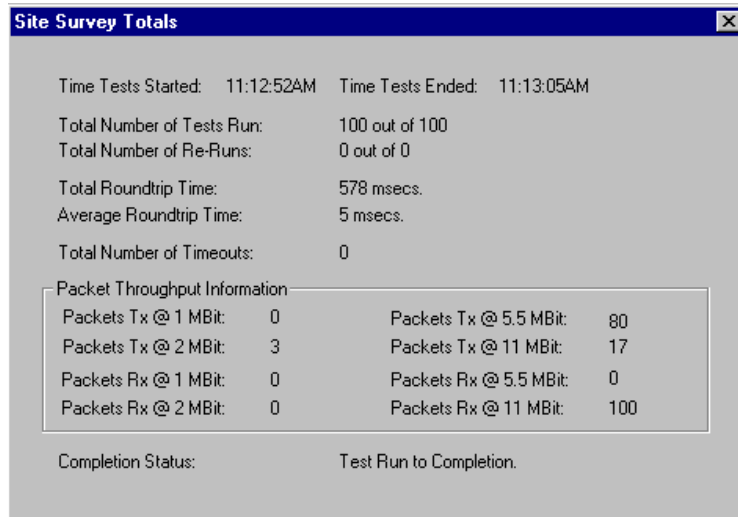 Site Survey Totals
Time Tests Started: 11:12:52AM Time Tests Ended: 11:13:05AM
Total Number of Tests Run: 100 out of 100
Total Number of Re-Runs: 0 out of 0
Total Roundtrip Time: 578 msecs.
Average Roundtrip Time: 5 msecs.
Total Number of Timeouts: 0
Packet Throughput Information
Packets Tx @ 1 MBit: 0 Packets Tx @ 5.5 MBit: 80
Packets Tx @ 2 MBit: 3 Packets Tx @ 11 MBit: 17
Packets Rx @ 1 MBit: 0 Packets Rx @ 5.5 MBit: 0
Packets Rx @ 2 MBit: 0 Packets Rx @ 11 MBit: 100
Completion Status: Test Run to Completion.